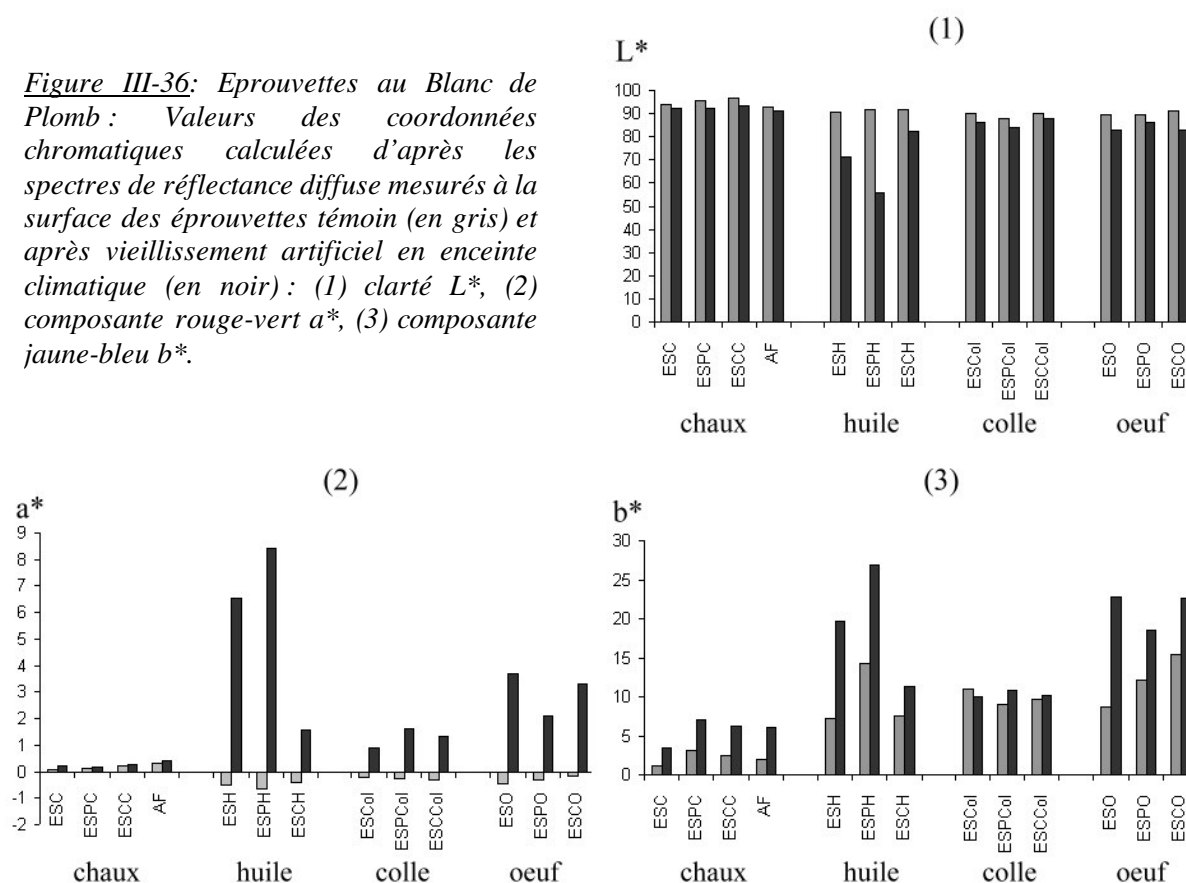 Figure III-36: Eprouvettes au Blanc de
Plomb : Valeurs des coordonnées
chromatiques calculées d'après les
spectres de réflectance diffuse mesurés à la
surface des éprouvettes témoin (en gris) et
après vieillissement artificiel en enceinte
climatique (en noir) : (1) clarté L*, (2)
composante rouge-vert a*, (3) composante
jaune-bleu b*.
(1)
L*
100
90
80
70
60
50
40
30
20
10
0
ESC ESPC ESCC AF ESH ESPH ESCH ESCol ESPCol ESCCol ESO ESPO ESCO
chaux huile colle oeuf
(2)
a*
9
8
7
6
5
4
3
2
1
0
-1
-2
ESC ESPC ESCC AF ESH ESPH ESCH ESCol ESPCol ESCCol ESO ESPO ESCO
chaux huile colle oeuf
(3)
b*
30
25
20
15
10
5
0
ESC ESPC ESCC AF ESH ESPH ESCH ESCol ESPCol ESCCol ESO ESPO ESCO
chaux huile colle oeuf